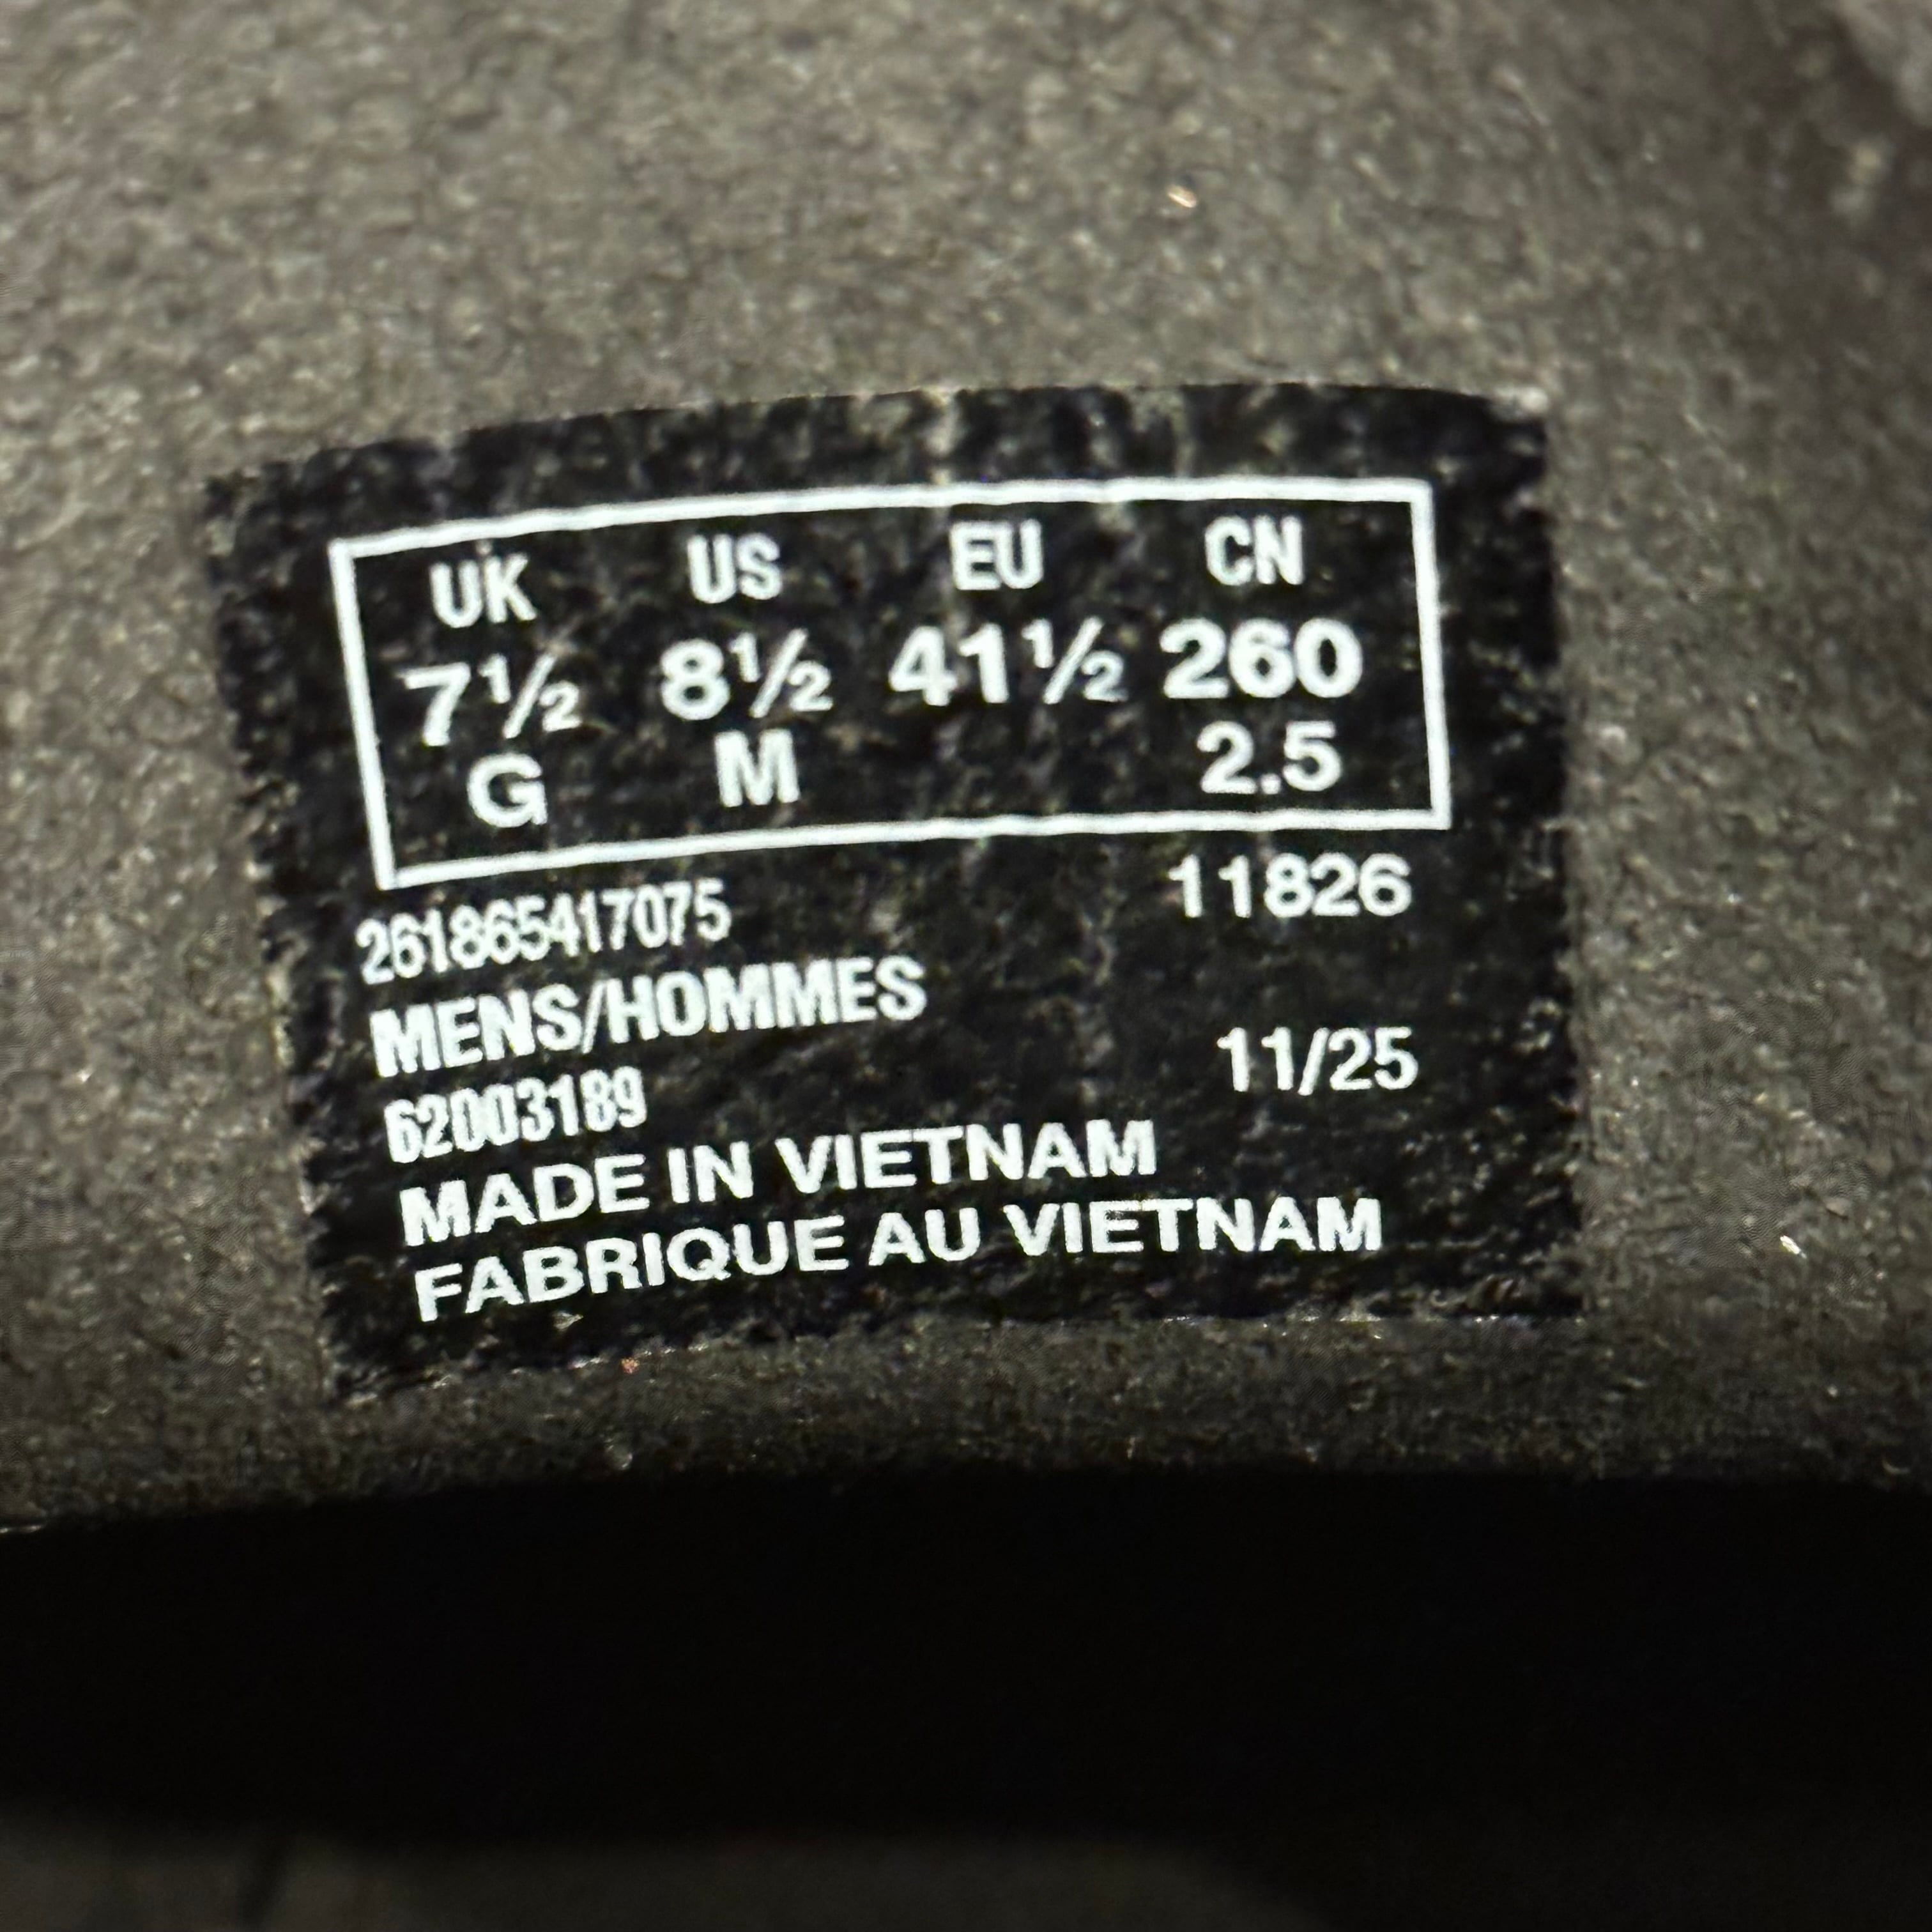 UK US EU CN
7½ 8½ 41½ 260
G M 2.5
261865417075 11826
MENS/HOMMES
62003189 11/25
MADE IN VIETNAM
FABRIQUE AU VIETNAM